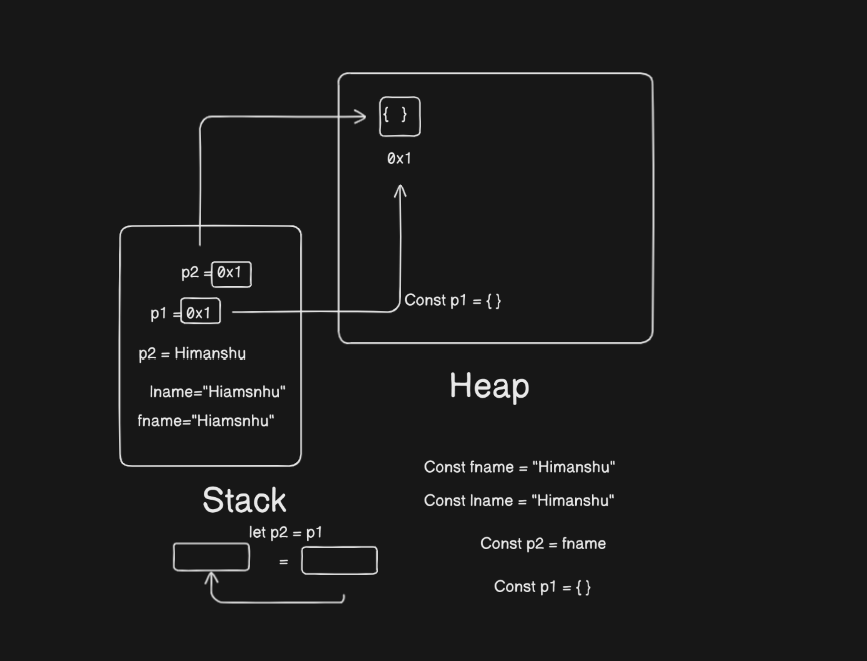 { }
0x1
p2 = 0x1
p1 = 0x1
Const p1 = { }
p2 = Himanshu
lname="Hiamsnhu"
fname="Hiamsnhu"
Heap
Stack
let p2 = p1
=
Const fname = "Himanshu"
Const lname = "Himanshu"
Const p2 = fname
Const p1 = { }